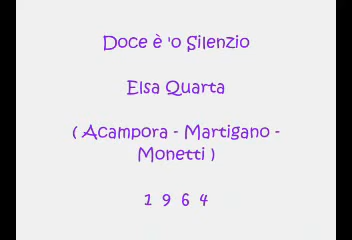 Doce è 'o Silenzio
Elsa Quarta
( Acampora - Martigano -
Monetti )
1 9 6 4